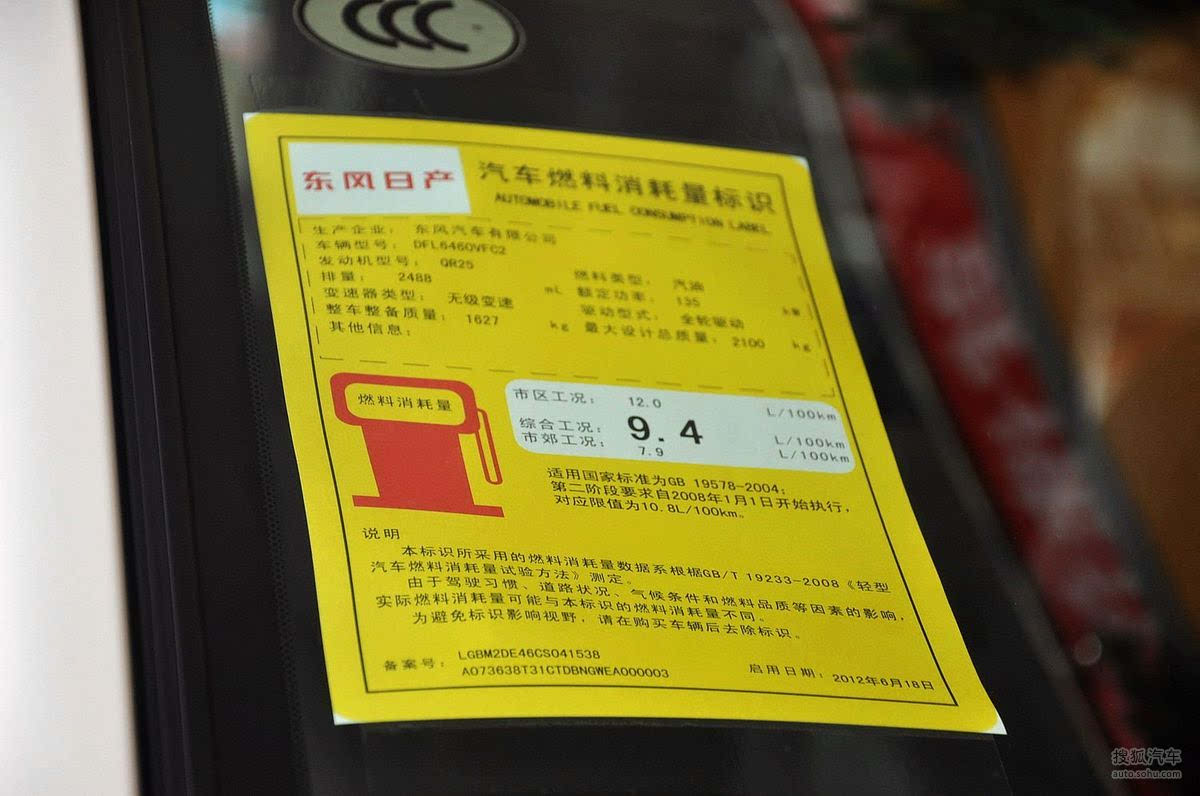 CCC
东风日产
汽车燃料消耗量标识
AUTOMOBILE FUEL CONSUMPTION LABEL
生产企业： 东风汽车有限公司
车辆型号： DFL6460VFC2
发动机型号： QR25
排量： 2488 mL 燃料类型： 汽油
变速器类型： 无级变速 额定功率： 135 kW
整车整备质量： 1627 kg 驱动型式： 全轮驱动
其他信息： 最大设计总质量： 2100 kg
燃料消耗量
市区工况： 12.0 L/100km
综合工况： 9.4 L/100km
市郊工况： 7.9 L/100km
适用国家标准为GB 19578-2004；
第二阶段要求自2008年1月1日开始执行，
对应限值为10.8L/100km。
说明
本标识所采用的燃料消耗量数据系根椐GB/T 19233-2008《轻型
汽车燃料消耗量试验方法》测定。
由于驾驶习惯、道路状况、气候条件和燃料品质等因素的影响，
实际燃料消耗量可能与本标识的燃料消耗量不同。
为避免标识影响视野，请在购买车辆后去除标识。
备案号： LGBM2DE46CS041538
A073638T31CTDBNGWEA000003 启用日期：2012年6月18日
搜狐汽车
auto.sohu.com